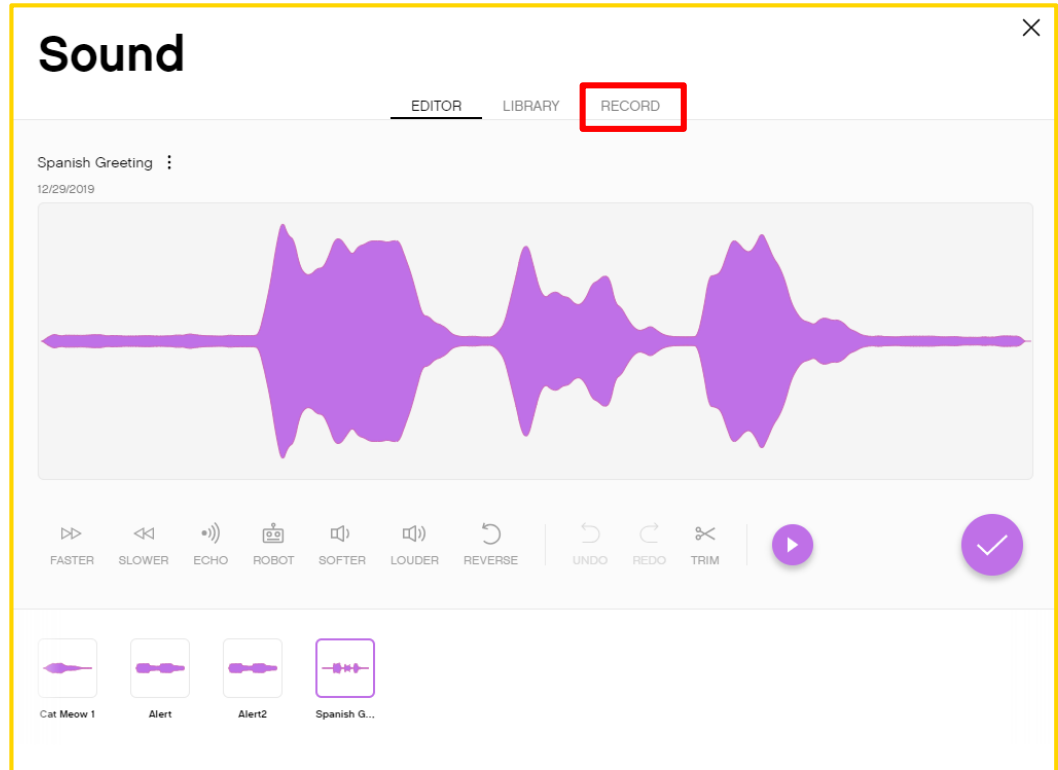 Sound
EDITOR LIBRARY RECORD
Spanish Greeting
12/29/2019
FASTER SLOWER ECHO ROBOT SOFTER LOUDER REVERSE UNDO REDO TRIM
Cat Meow 1 Alert Alert2 Spanish G...